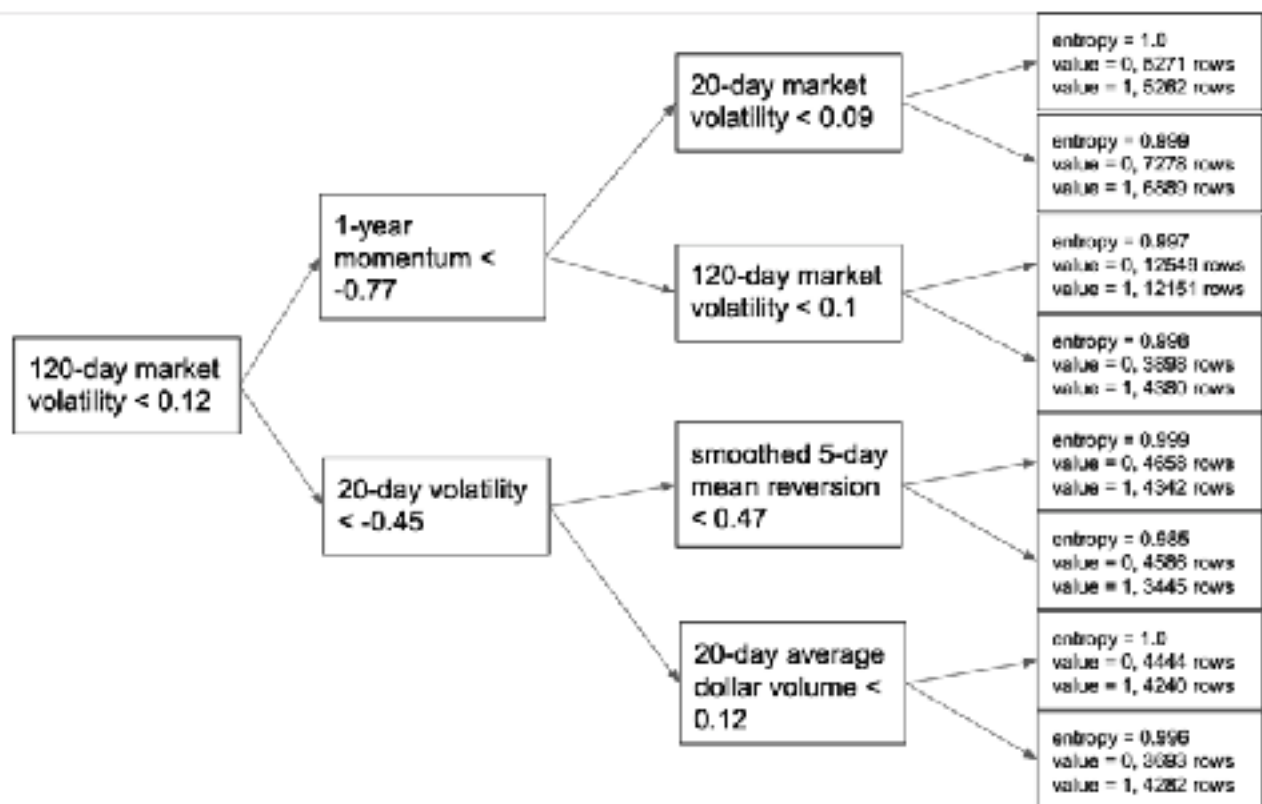 120-day market
volatility < 0.12
1-year
momentum <
-0.77
20-day volatility
< -0.45
20-day market
volatility < 0.09
120-day market
volatility < 0.1
smoothed 5-day
mean reversion
< 0.47
20-day average
dollar volume <
0.12
entropy = 1.0
value = 0, rows
value = 1, rows
entropy = 0.999
value = 0, 7278 rows
value = 1, 6889 rows
entropy = 0.997
value = 0, 12549 rows
value = 1, 12151 rows
entropy =
value = 0, 3898 rows
value = 1, 4380 rows
entropy = 0.999
value = 0, 4658 rows
value = 1, 4342 rows
entropy = 0.985
value = 0, 4586 rows
value = 1, 3445 rows
entropy = 1.0
value = 0, 4444 rows
value = 1, 4240 rows
entropy = 0.996
value = 0, rows
value = 1, 4282 rows